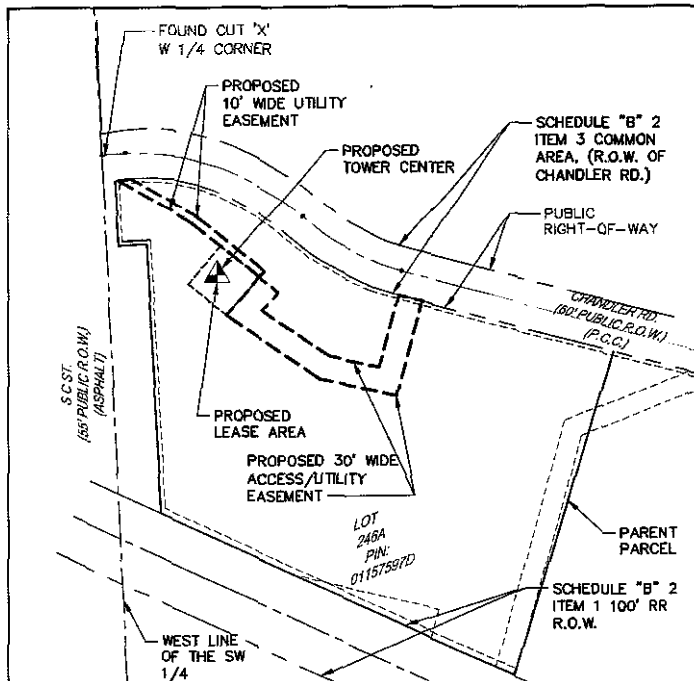 FOUND CUT 'X'
W 1/4 CORNER
PROPOSED
10' WIDE UTILITY
EASEMENT
PROPOSED
TOWER CENTER
SCHEDULE "B" 2
ITEM 3 COMMON
AREA, (R.O.W. OF
CHANDLER RD.)
PUBLIC
RIGHT-OF-WAY
CHANDLER RD.
(60' PUBLIC R.O.W.)
(P.C.C.)
S C ST.
(55' PUBLIC R.O.W.)
(ASPHALT)
PROPOSED
LEASE AREA
PROPOSED 30' WIDE
ACCESS/UTILITY
EASEMENT
LOT
246A
PIN:
01157597D
PARENT
PARCEL
SCHEDULE "B" 2
ITEM 1 100' RR
R.O.W.
WEST LINE
OF THE SW
1/4